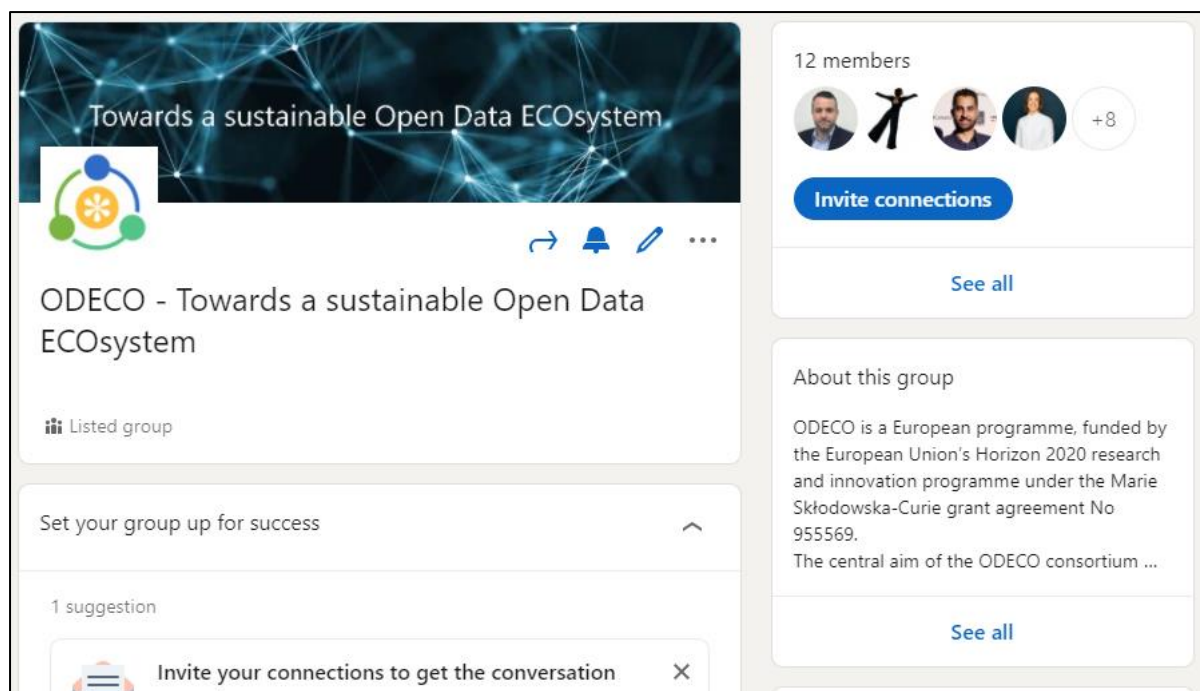 Towards a sustainable Open Data ECOsystem
ODECO - Towards a sustainable Open Data
ECOsystem
Listed group
Set your group up for success
1 suggestion
Invite your connections to get the conversation
12 members
+8
Invite connections
See all
About this group
ODECO is a European programme, funded by
the European Union's Horizon 2020 research
and innovation programme under the Marie
Skłodowska-Curie grant agreement No
955569.
The central aim of the ODECO consortium ...
See all